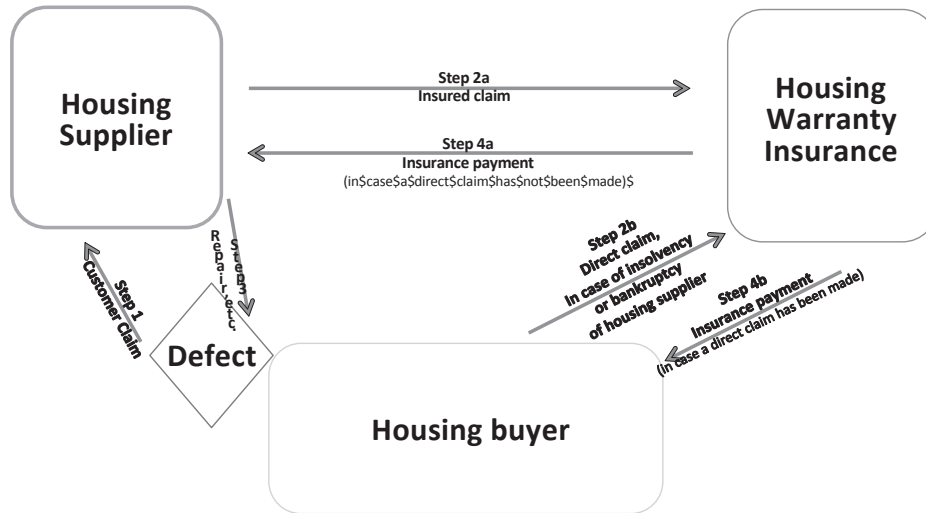 Housing
Supplier
Step 2a
Insured claim
Step 4a
Insurance payment
(in$case$a$direct$claim$has$not$been$made)$
Housing
Warranty
Insurance
Step 1
Customer Claim
Step3
Repair,etc.
Defect
Step 2b
Direct claim,
In case of insolvency
or bankruptcy
of housing supplier
Step 4b
Insurance payment
(In case a direct claim has been made)
Housing buyer